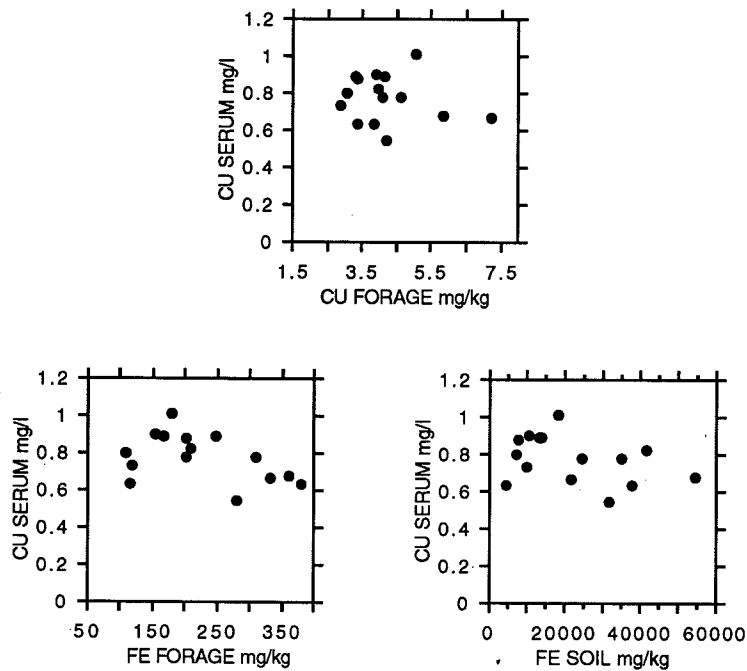 CU SERUM mg/l
1.2
1
0.8
0.6
0.4
0.2
0
1.5 3.5 5.5 7.5
CU FORAGE mg/kg
CU SERUM mg/l
1.2
1
0.8
0.6
0.4
0.2
0
50 150 250 350
FE FORAGE mg/kg
CU SERUM mg/l
1.2
1
0.8
0.6
0.4
0.2
0
0 20000 40000 60000
FE SOIL mg/kg